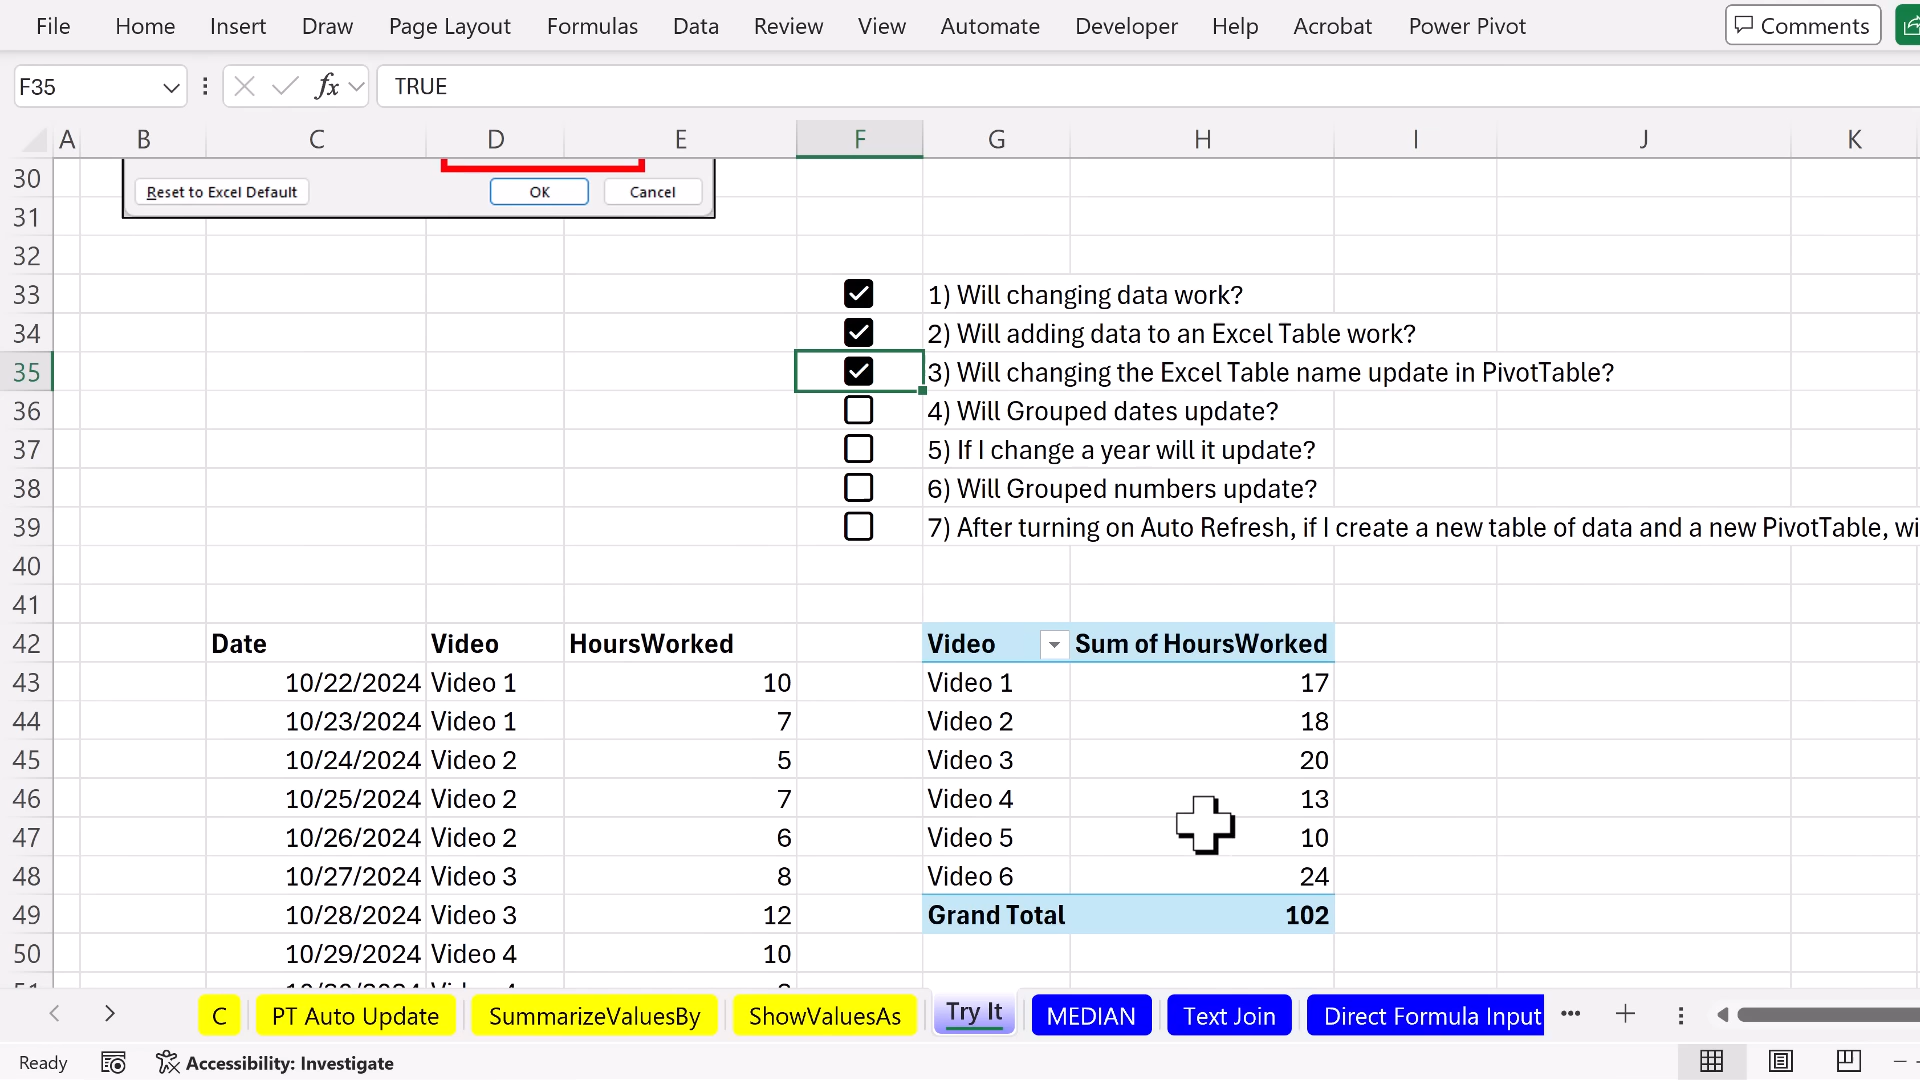 File Home Insert Draw Page Layout Formulas Data Review View Automate Developer Help Acrobat Power Pivot Comments
F35 fx TRUE
A B C D E F G H I J K
30 Reset to Excel Default OK Cancel
31
32
33 1) Will changing data work?
34 2) Will adding data to an Excel Table work?
35 3) Will changing the Excel Table name update in PivotTable?
36 4) Will Grouped dates update?
37 5) If I change a year will it update?
38 6) Will Grouped numbers update?
39 7) After turning on Auto Refresh, if I create a new table of data and a new PivotTable, wi
40
41
42 Date Video HoursWorked Video Sum of HoursWorked
43 10/22/2024 Video 1 10 Video 1 17
44 10/23/2024 Video 1 7 Video 2 18
45 10/24/2024 Video 2 5 Video 3 20
46 10/25/2024 Video 2 7 Video 4 13
47 10/26/2024 Video 2 6 Video 5 10
48 10/27/2024 Video 3 8 Video 6 24
49 10/28/2024 Video 3 12 Grand Total 102
50 10/29/2024 Video 4 10
C PT Auto Update SummarizeValuesBy ShowValuesAs Try It MEDIAN Text Join Direct Formula Input
Ready Accessibility: Investigate